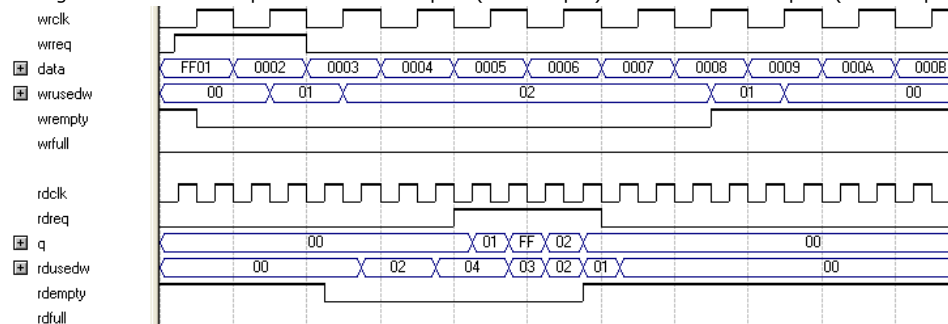 wrclk
wrreq
data FF01 0002 0003 0004 0005 0006 0007 0008 0009 000A 000B
wrusedw 00 01 02 01 00
wrempty
wrfull
rdclk
rdreq
q 00 01 FF 02 00
rdusedw 00 02 04 03 02 01 00
rdempty
rdfull